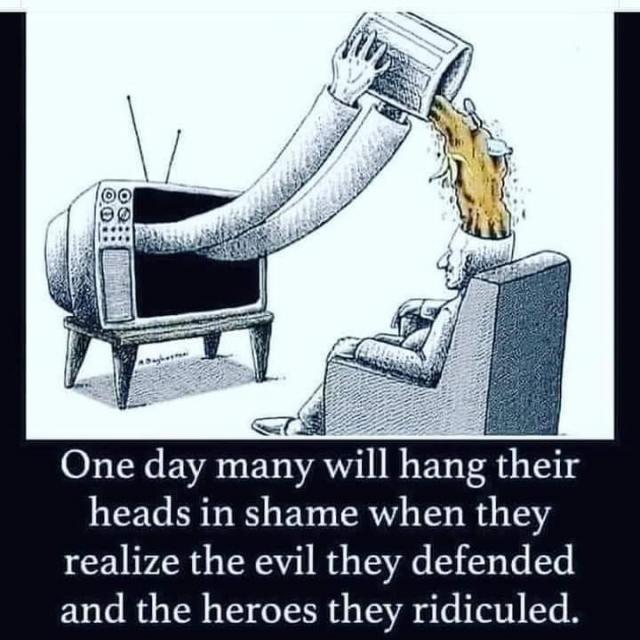 One day many will hang their
heads in shame when they
realize the evil they defended
and the heroes they ridiculed.